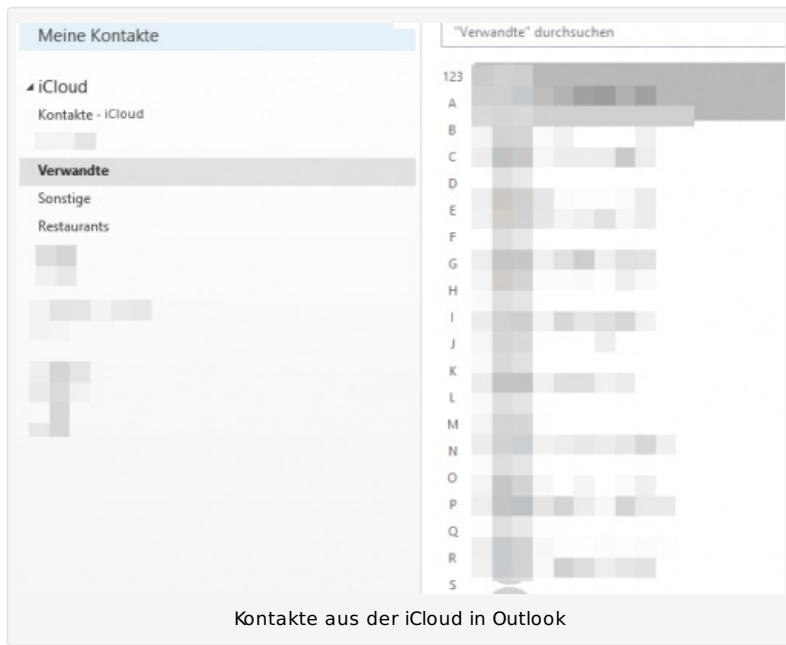 Meine Kontakte
iCloud
Kontakte - iCloud
Verwandte
Sonstige
Restaurants
"Verwandte" durchsuchen
123
A
B
C
D
E
F
G
H
I
J
K
L
M
N
O
P
Q
R
S
Kontakte aus der iCloud in Outlook